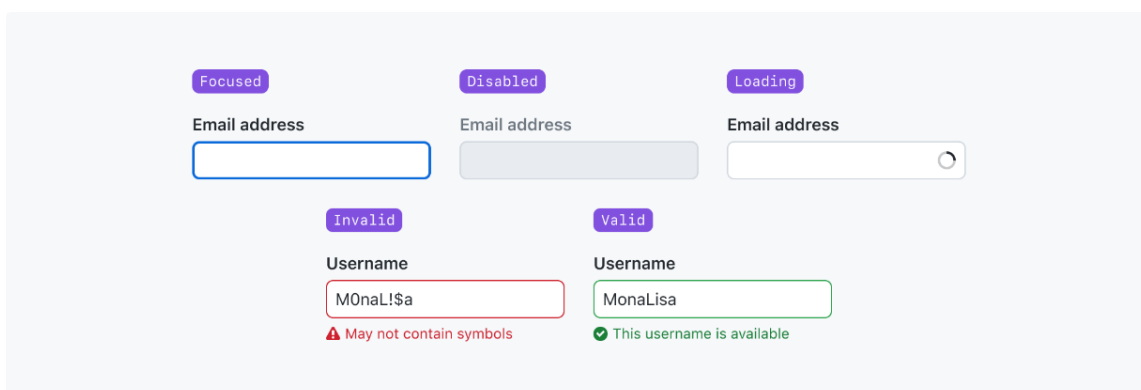 Focused
Disabled
Loading
Email address
Email address
Email address
Invalid
Valid
Username
Username
M0naL!$a
MonaLisa
May not contain symbols
This username is available